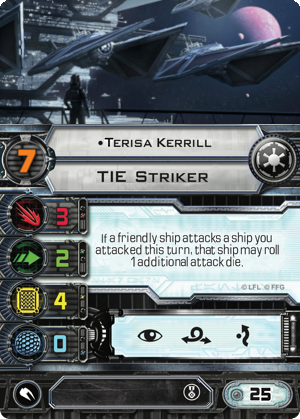 •Terisa Kerrill
7
TIE Striker
3
If a friendly ship attacks a ship you
attacked this turn, that ship may roll
1 additional attack die.
2
© LFL © FFG
4
0
25